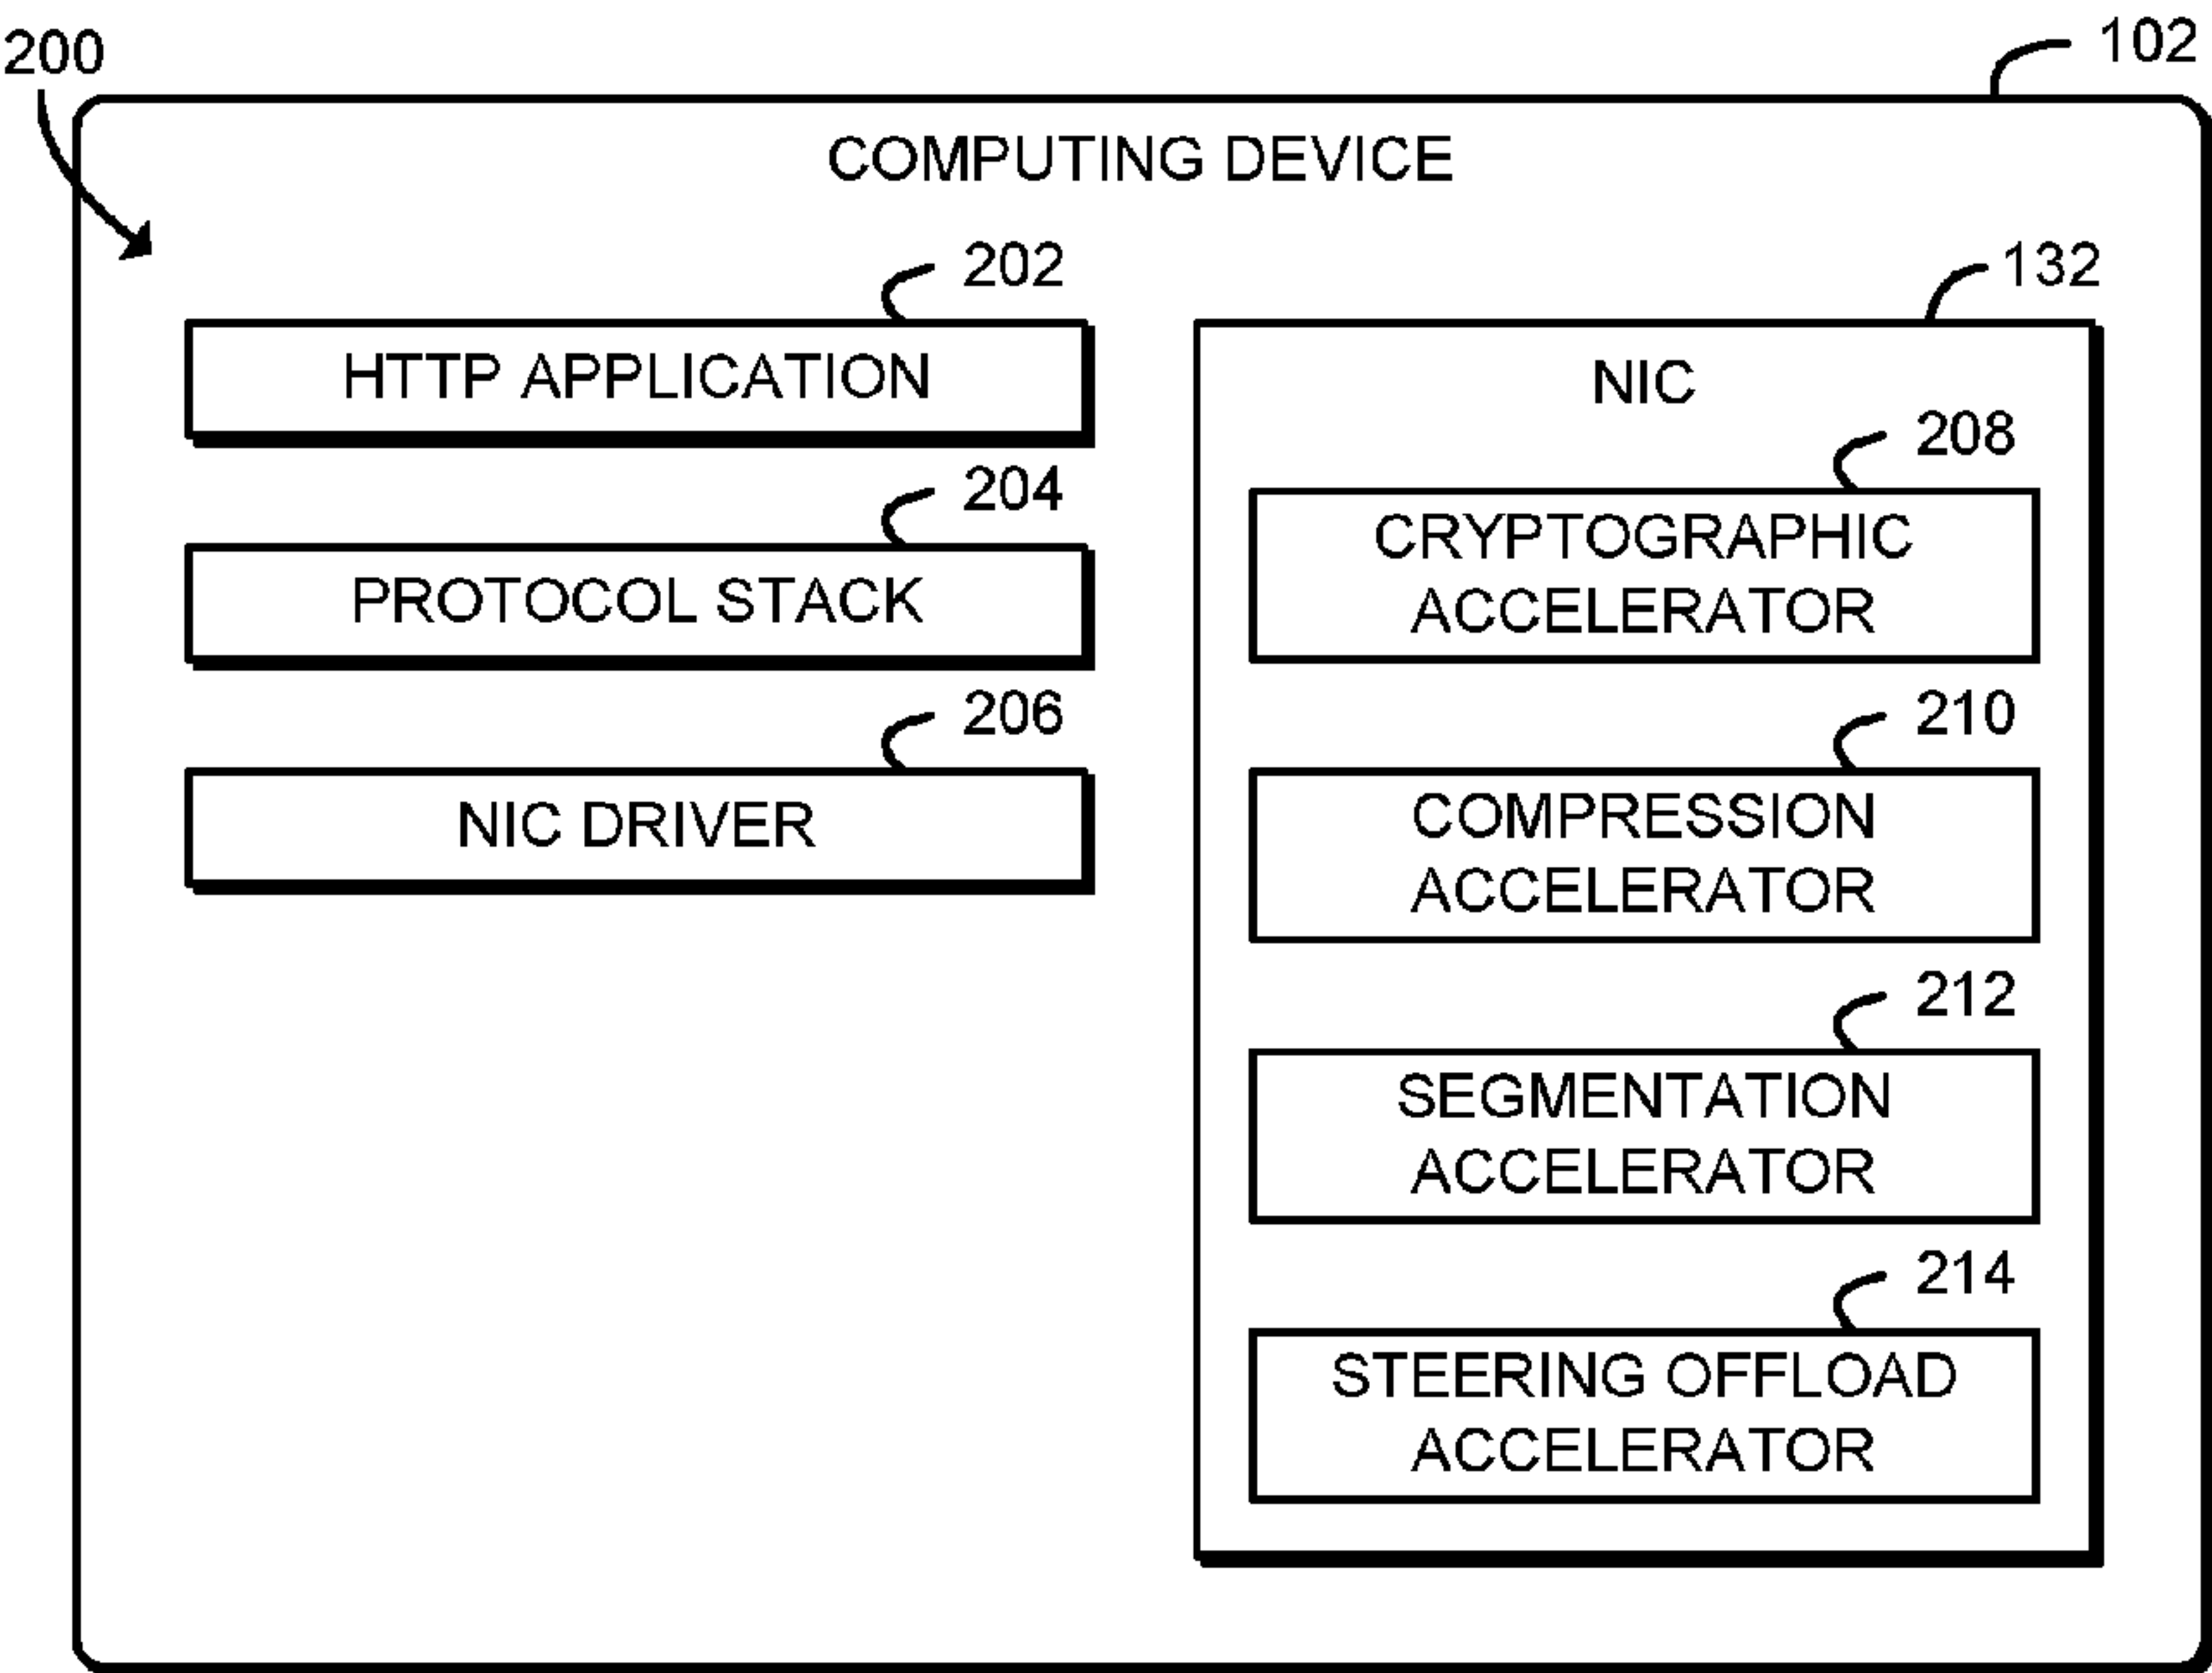 200
102
COMPUTING DEVICE
202
HTTP APPLICATION
204
PROTOCOL STACK
206
NIC DRIVER
132
NIC
208
CRYPTOGRAPHIC
ACCELERATOR
210
COMPRESSION
ACCELERATOR
212
SEGMENTATION
ACCELERATOR
214
STEERING OFFLOAD
ACCELERATOR